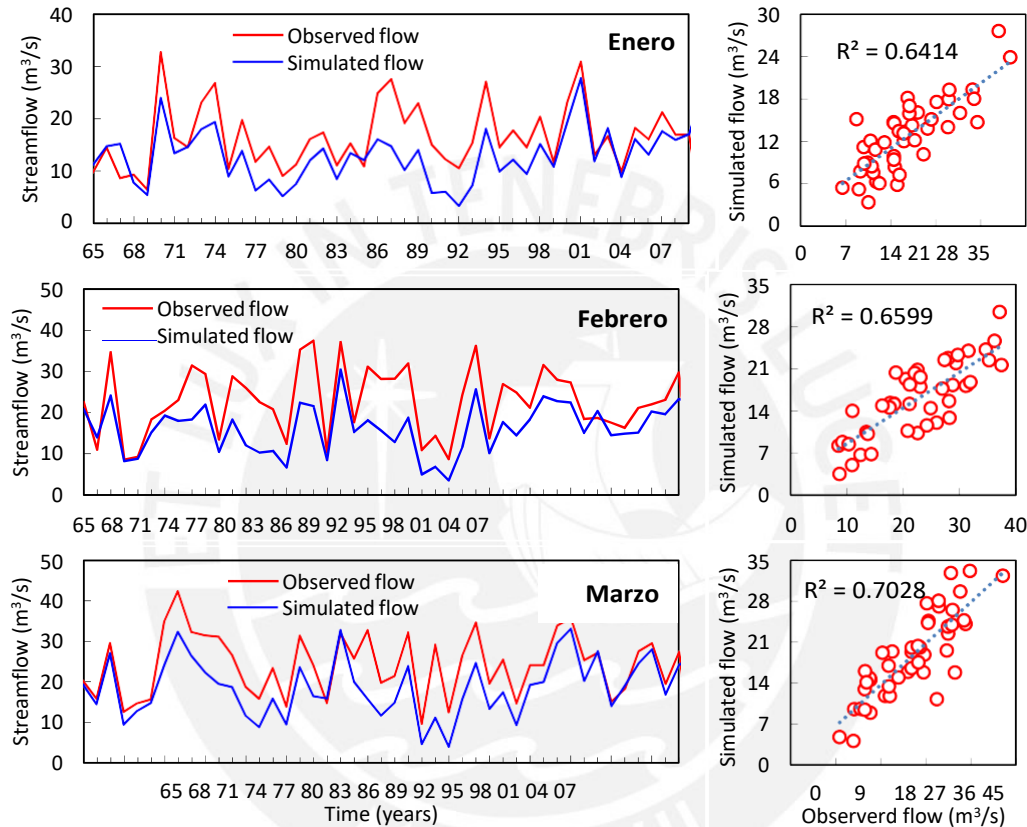 40
30
20
10
0
Streamflow (m³/s)
Observed flow
Simulated flow
Enero
65 68 71 74 77 80 83 86 89 92 95 98 01 04 07
30
24
18
12
6
0
Simulated flow (m³/s)
R² = 0.6414
0 7 14 21 28 35
50
40
30
20
10
0
Streamflow (m³/s)
Observed flow
Simulated flow
Febrero
65 68 71 74 77 80 83 86 89 92 95 98 01 04 07
35
28
21
14
7
0
Simulated flow (m³/s)
R² = 0.6599
0 10 20 30 40
50
40
30
20
10
0
Streamflow (m³/s)
Observed flow
Simulated flow
Marzo
65 68 71 74 77 80 83 86 89 92 95 98 01 04 07
Time (years)
35
28
21
14
7
0
Simulated flow (m³/s)
R² = 0.7028
0 9 18 27 36 45
Observerd flow (m³/s)
ET LUX IN TENEBRIS LUCET